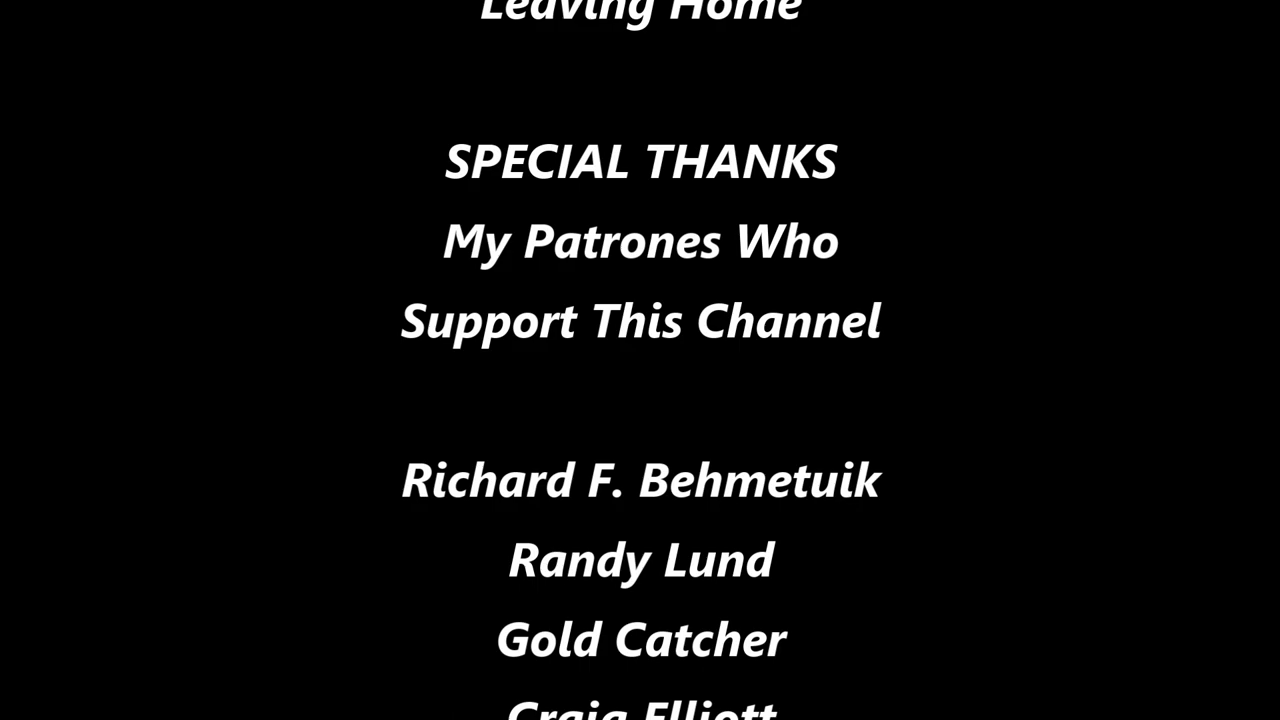 Leaving Home
SPECIAL THANKS
My Patrones Who
Support This Channel
Richard F. Behmetuik
Randy Lund
Gold Catcher
Craig Elliott